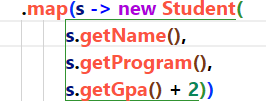 .map(s -> new Student(
s.getName(),
s.getProgram(),
s.getGpa() + 2))